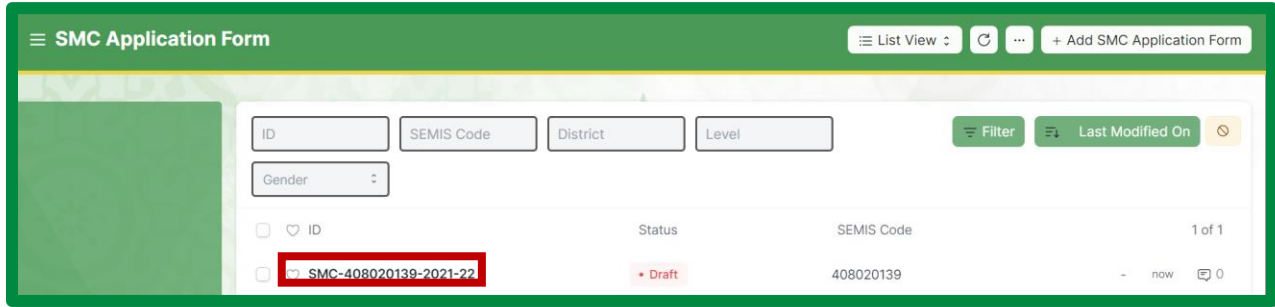 SMC Application Form
List View
...
+ Add SMC Application Form
ID
SEMIS Code
District
Level
Filter
Last Modified On
Gender
ID Status SEMIS Code 1 of 1
SMC-408020139-2021-22 • Draft 408020139 - now 0